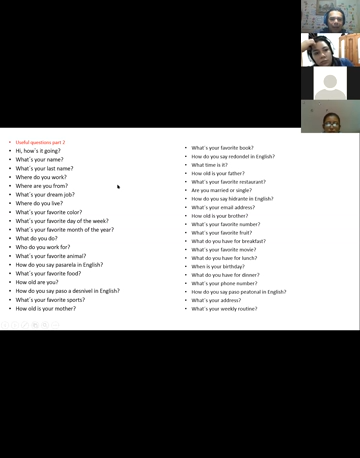 Useful questions part 2
Hi, how´s it going?
What´s your name?
What´s your last name?
Where do you work?
Where are you from?
What´s your dream job?
Where do you live?
What´s your favorite color?
What´s your favorite day of the week?
What´s your favorite month of the year?
What do you do?
Who do you work for?
What´s your favorite animal?
How do you say pasarela in English?
What´s your favorite food?
How old are you?
How do you say paso a desnivel in English?
What´s your favorite sports?
How old is your mother?
What´s your favorite book?
How do you say redondel in English?
What time is it?
How old is your father?
What´s your favorite restaurant?
Are you married or single?
How do you say hidrante in English?
What´s your email address?
How old is your brother?
What´s your favorite number?
What´s your favorite fruit?
What do you have for breakfast?
What´s your favorite movie?
What do you have for lunch?
When is your birthday?
What do you have for dinner?
What´s your phone number?
How do you say paso peatonal in English?
What´s your address?
What´s your weekly routine?